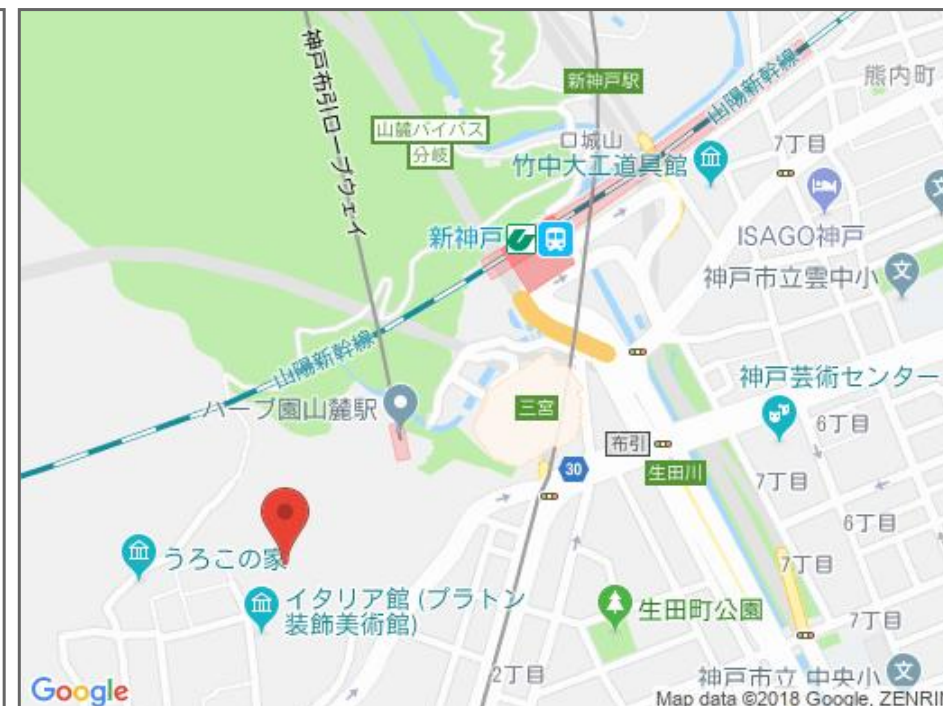 神戸布引ロープウェイ
新神戸駅
山陽新幹線
熊内町
山麓バイパス
分岐
口城山
7丁目
竹中大工道具館
新神戸
ISAGO神戸
文
神戸市立雲中小
文
山陽新幹線
神戸芸術センター
ハーブ園山麓駅
三宮
6丁目
布引
30
生田川
7丁目
6丁目
うろこの家
7丁目
イタリア館 (プラトン
装飾美術館)
生田町公園
7丁目
2丁目
神戸市立 中央小
文
Google
Map data ©2018 Google, ZENRIN